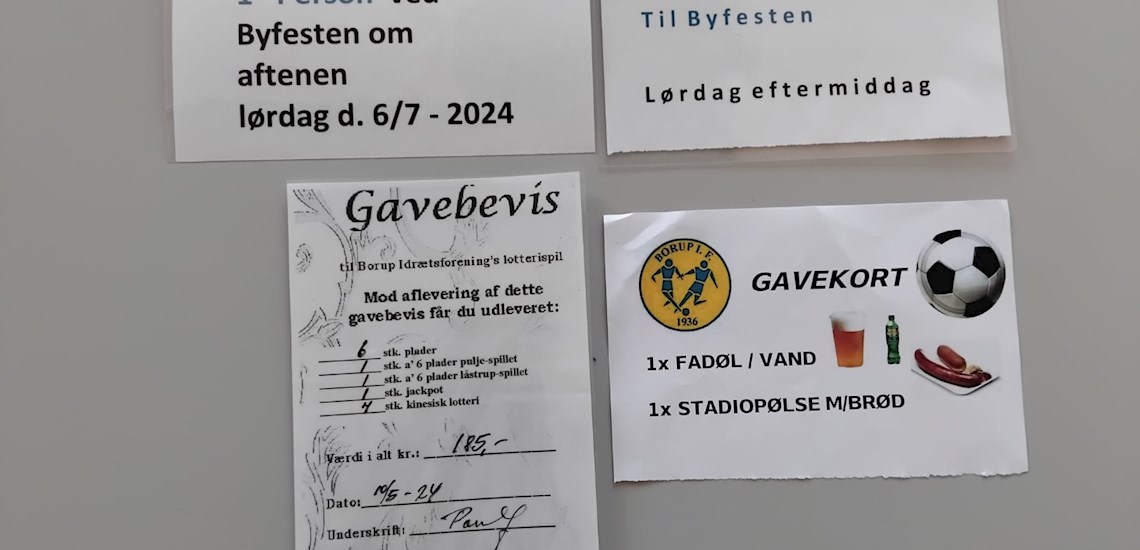 1 Person ved
Byfesten om
aftenen
lørdag d. 6/7 - 2024
Til Byfesten
Lørdag eftermiddag
Gavebevis
til Borup Idrætsforening's lotterispil
Mod aflevering af dette
gavebevis får du udleveret:
6 stk. plader
1 stk. a' 6 plader pulje-spillet
1 stk. a' 6 plader låstrup-spillet
1 stk. jackpot
4 stk. kinesisk lotteri
Værdi i alt kr.: 185,-
Dato: 10/5-24
Underskrift:
BORUP I.F.
1936
GAVEKORT
1x FADØL / VAND
1x STADIOPØLSE M/BRØD